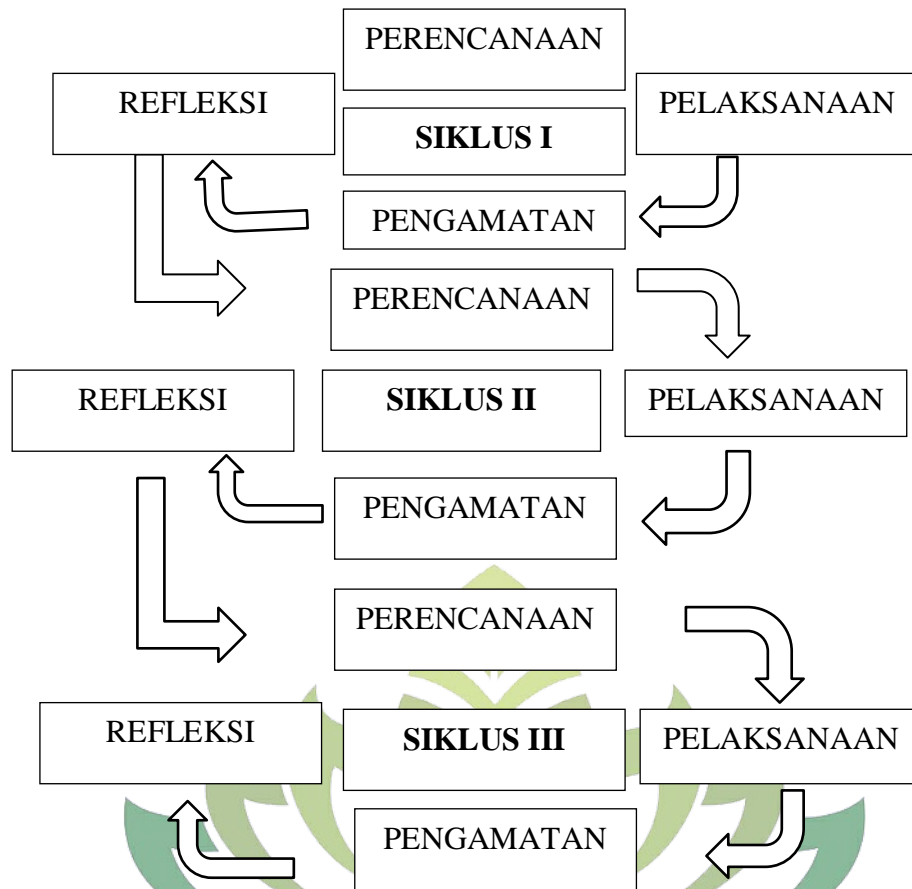 PERENCANAAN
REFLEKSI
PELAKSANAAN
SIKLUS I
PENGAMATAN
PERENCANAAN
REFLEKSI
SIKLUS II
PELAKSANAAN
PENGAMATAN
PERENCANAAN
REFLEKSI
SIKLUS III
PELAKSANAAN
PENGAMATAN